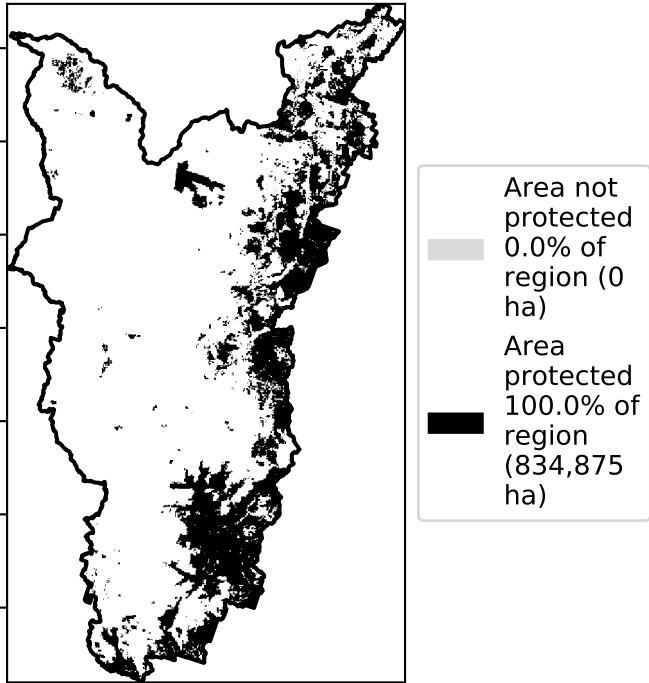 Area not
protected
0.0% of
region (0
ha)
Area
protected
100.0% of
region
(834,875
ha)